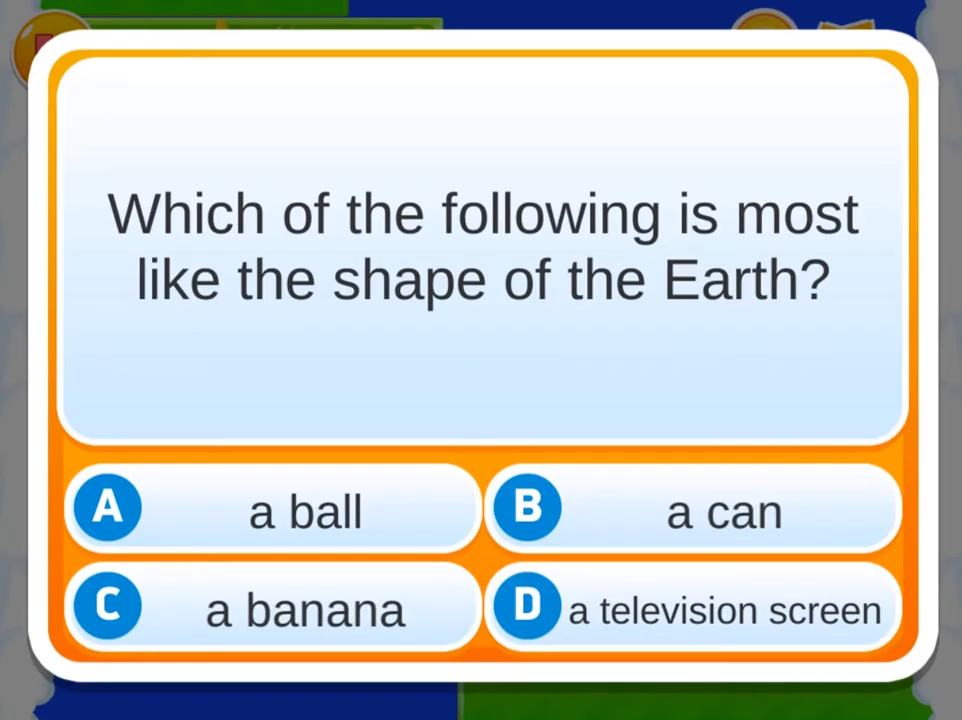 Which of the following is most
like the shape of the Earth?
A a ball
B a can
C a banana
D a television screen